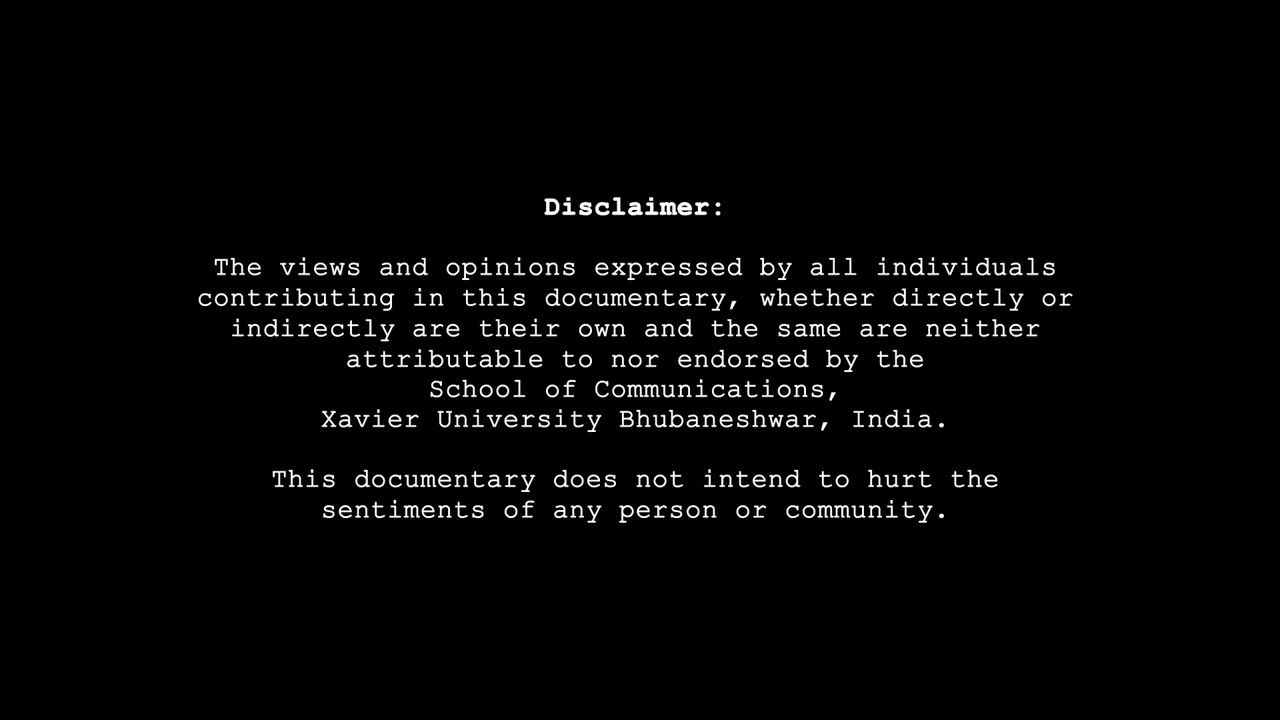 Disclaimer:
The views and opinions expressed by all individuals
contributing in this documentary, whether directly or
indirectly are their own and the same are neither
attributable to nor endorsed by the
School of Communications,
Xavier University Bhubaneshwar, India.
This documentary does not intend to hurt the
sentiments of any person or community.